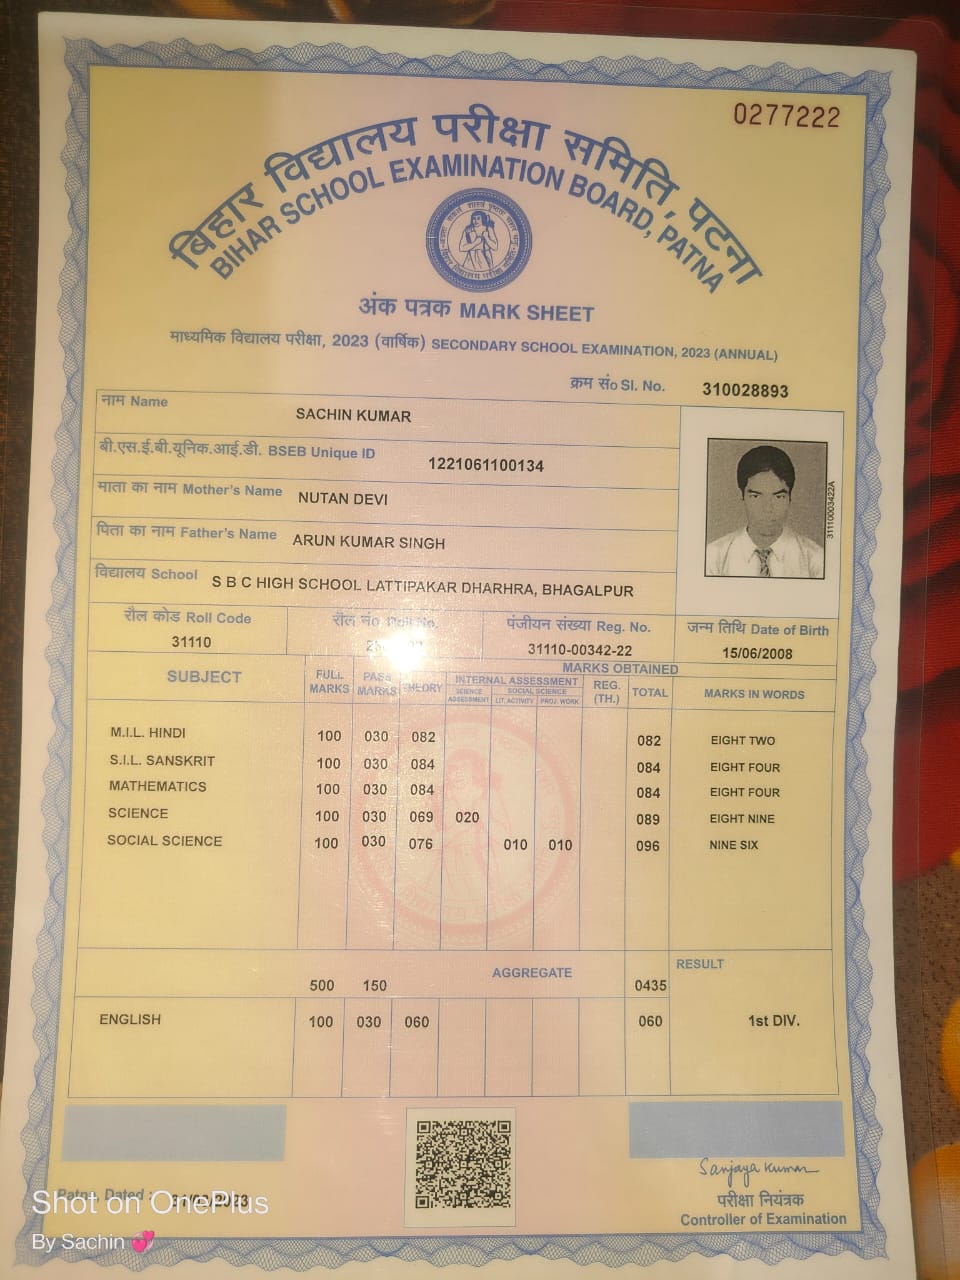 0277222
बिहार विद्यालय परीक्षा समिति, पटना
BIHAR SCHOOL EXAMINATION BOARD, PATNA
अंक पत्रक MARK SHEET
माध्यमिक विद्यालय परीक्षा, 2023 (वार्षिक) SECONDARY SCHOOL EXAMINATION, 2023 (ANNUAL)
क्रम सं० Sl. No. 310028893
नाम Name SACHIN KUMAR
बी.एस.ई.बी.यूनिक.आई.डी. BSEB Unique ID 1221061100134
माता का नाम Mother's Name NUTAN DEVI
पिता का नाम Father's Name ARUN KUMAR SINGH
31110003422A
विद्यालय School S B C HIGH SCHOOL LATTIPAKAR DHARHRA, BHAGALPUR
रौल कोड Roll Code रौल नं० Roll No. पंजीयन संख्या Reg. No. जन्म तिथि Date of Birth
31110 31110-00342-22 15/06/2008
MARKS OBTAINED
SUBJECT FULL MARKS PASS MARKS THEORY INTERNAL ASSESSMENT REG. (TH.) TOTAL MARKS IN WORDS
SCIENCE ASSESSMENT SOCIAL SCIENCE
LIT. ACTIVITY PROJ. WORK
M.I.L. HINDI 100 030 082 082 EIGHT TWO
S.I.L. SANSKRIT 100 030 084 084 EIGHT FOUR
MATHEMATICS 100 030 084 084 EIGHT FOUR
SCIENCE 100 030 069 020 089 EIGHT NINE
SOCIAL SCIENCE 100 030 076 010 010 096 NINE SIX
AGGREGATE RESULT
500 150 0435
ENGLISH 100 030 060 060 1st DIV.
Sanjaya Kumar
Patna, Dated :
परीक्षा नियंत्रक
Controller of Examination
Shot on OnePlus
By Sachin 💞